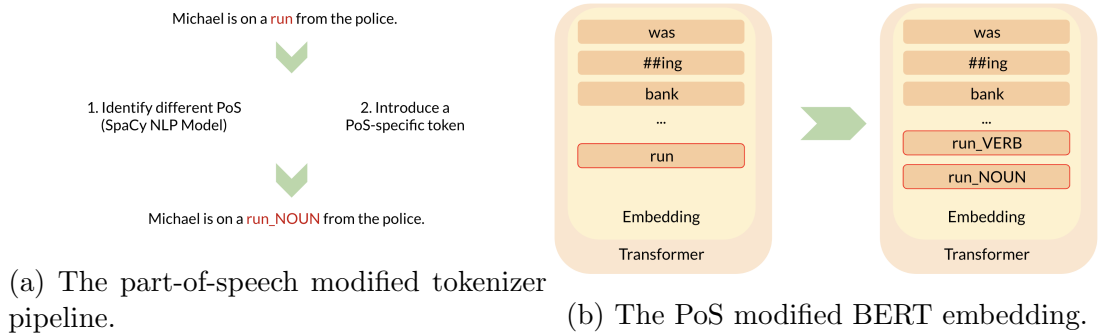 Michael is on a run from the police.
1. Identify different PoS
(SpaCy NLP Model)
2. Introduce a
PoS-specific token
Michael is on a run_NOUN from the police.
(a) The part-of-speech modified tokenizer
pipeline.
was
##ing
bank
...
run
Embedding
Transformer
was
##ing
bank
...
run_VERB
run_NOUN
Embedding
Transformer
(b) The PoS modified BERT embedding.